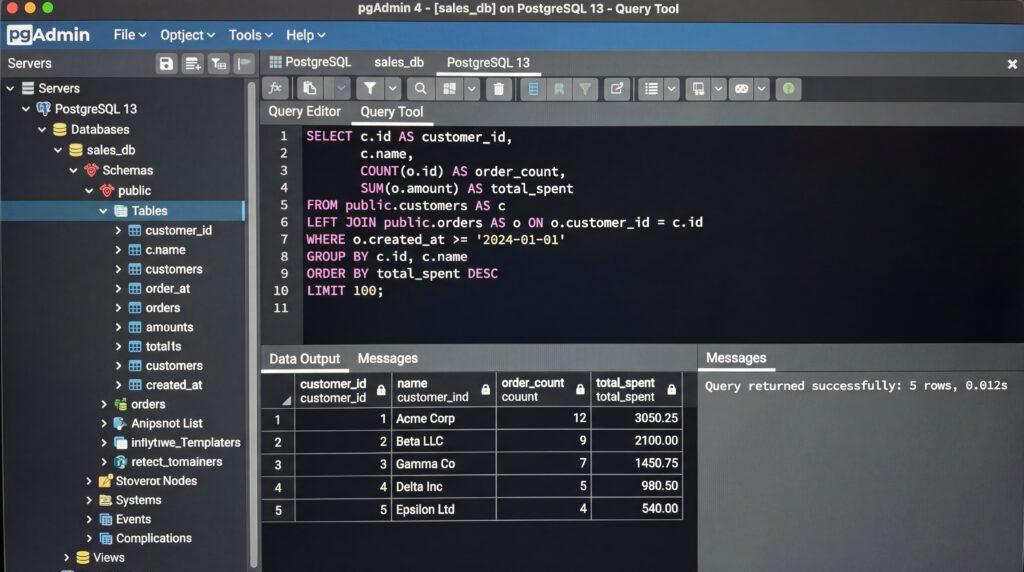 pgAdmin 4 - [sales_db] on PostgreSQL 13 - Query Tool
pgAdmin File Optject Tools Help
Servers
Servers
PostgreSQL 13
Databases
sales_db
Schemas
public
Tables
customer_id
c.name
customers
order_at
orders
amounts
total1s
customers
created_at
orders
Anipsnot List
inflytıwe_Templaters
retect_tomainers
Stoverot Nodes
Systems
Events
Complications
Views
PostgreSQL sales_db PostgreSQL 13
fx
Query Editor Query Tool
1 SELECT c.id AS customer_id,
2 c.name,
3 COUNT(o.id) AS order_count,
4 SUM(o.amount) AS total_spent
5 FROM public.customers AS c
6 LEFT JOIN public.orders AS o ON o.customer_id = c.id
7 WHERE o.created_at >= '2024-01-01'
8 GROUP BY c.id, c.name
9 ORDER BY total_spent DESC
10 LIMIT 100;
11
Data Output Messages
customer_id name order_count total_spent
customer_id customer_ind couunt total_spent
1 1 Acme Corp 12 3050.25
2 2 Beta LLC 9 2100.00
3 3 Gamma Co 7 1450.75
4 4 Delta Inc 5 980.50
5 5 Epsilon Ltd 4 540.00
Messages
Query returned successfully: 5 rows, 0.012s